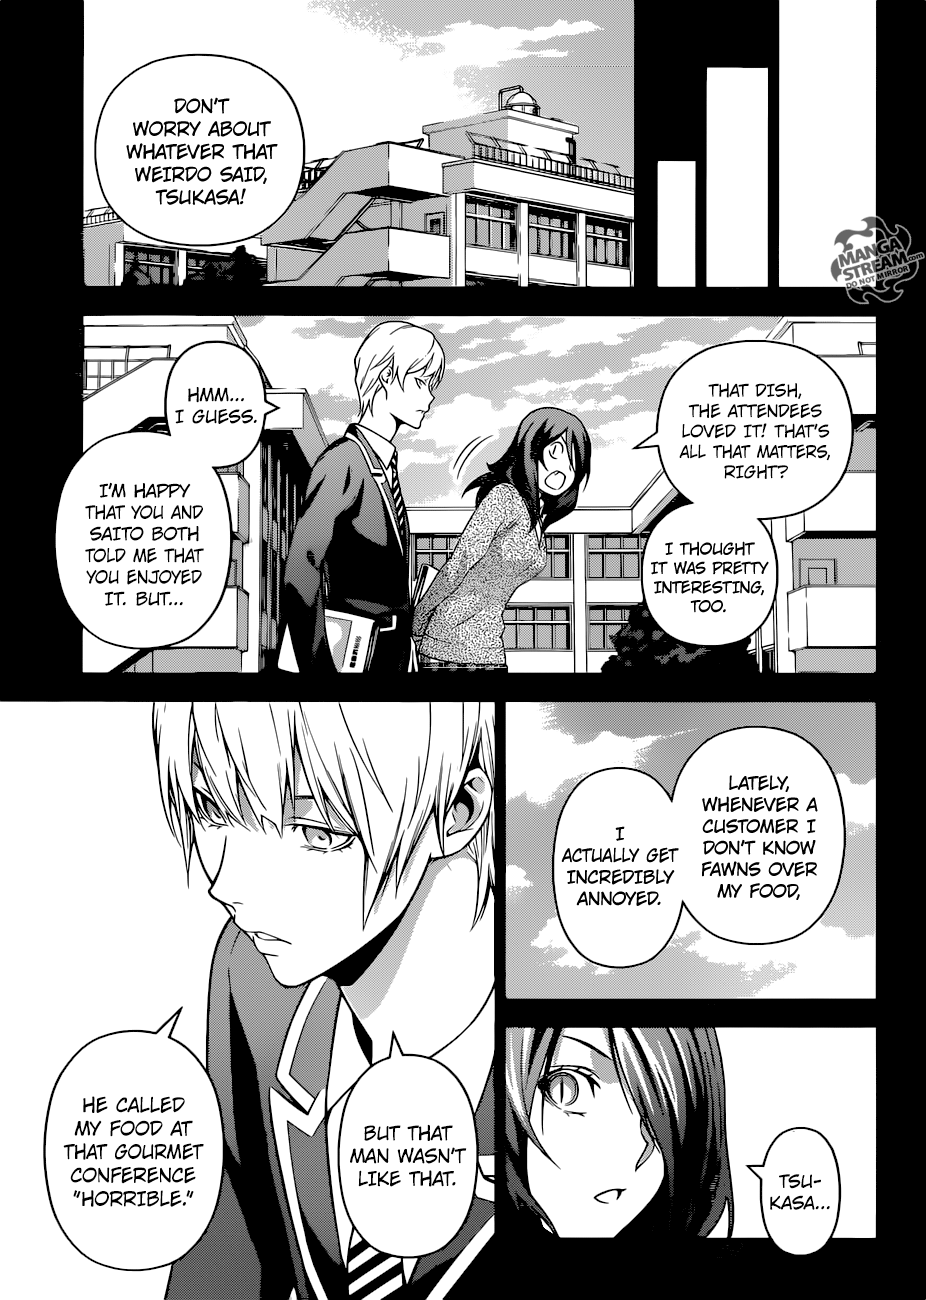 DON'T
WORRY ABOUT
WHATEVER THAT
WEIRDO SAID,
TSUKASA!
MANGA
STREAM.com
DO NOT MIRROR
THAT DISH,
THE ATTENDEES
LOVED IT! THAT'S
ALL THAT MATTERS,
RIGHT?
I THOUGHT
IT WAS PRETTY
INTERESTING,
TOO.
HMM...
I GUESS.
I'M HAPPY
THAT YOU AND
SAITO BOTH
TOLD ME THAT
YOU ENJOYED
IT. BUT...
LATELY,
WHENEVER A
CUSTOMER I
DON'T KNOW
FAWNS OVER
MY FOOD,
I
ACTUALLY GET
INCREDIBLY
ANNOYED.
TSU-
KASA...
BUT THAT
MAN WASN'T
LIKE THAT.
HE CALLED
MY FOOD AT
THAT GOURMET
CONFERENCE
"HORRIBLE."